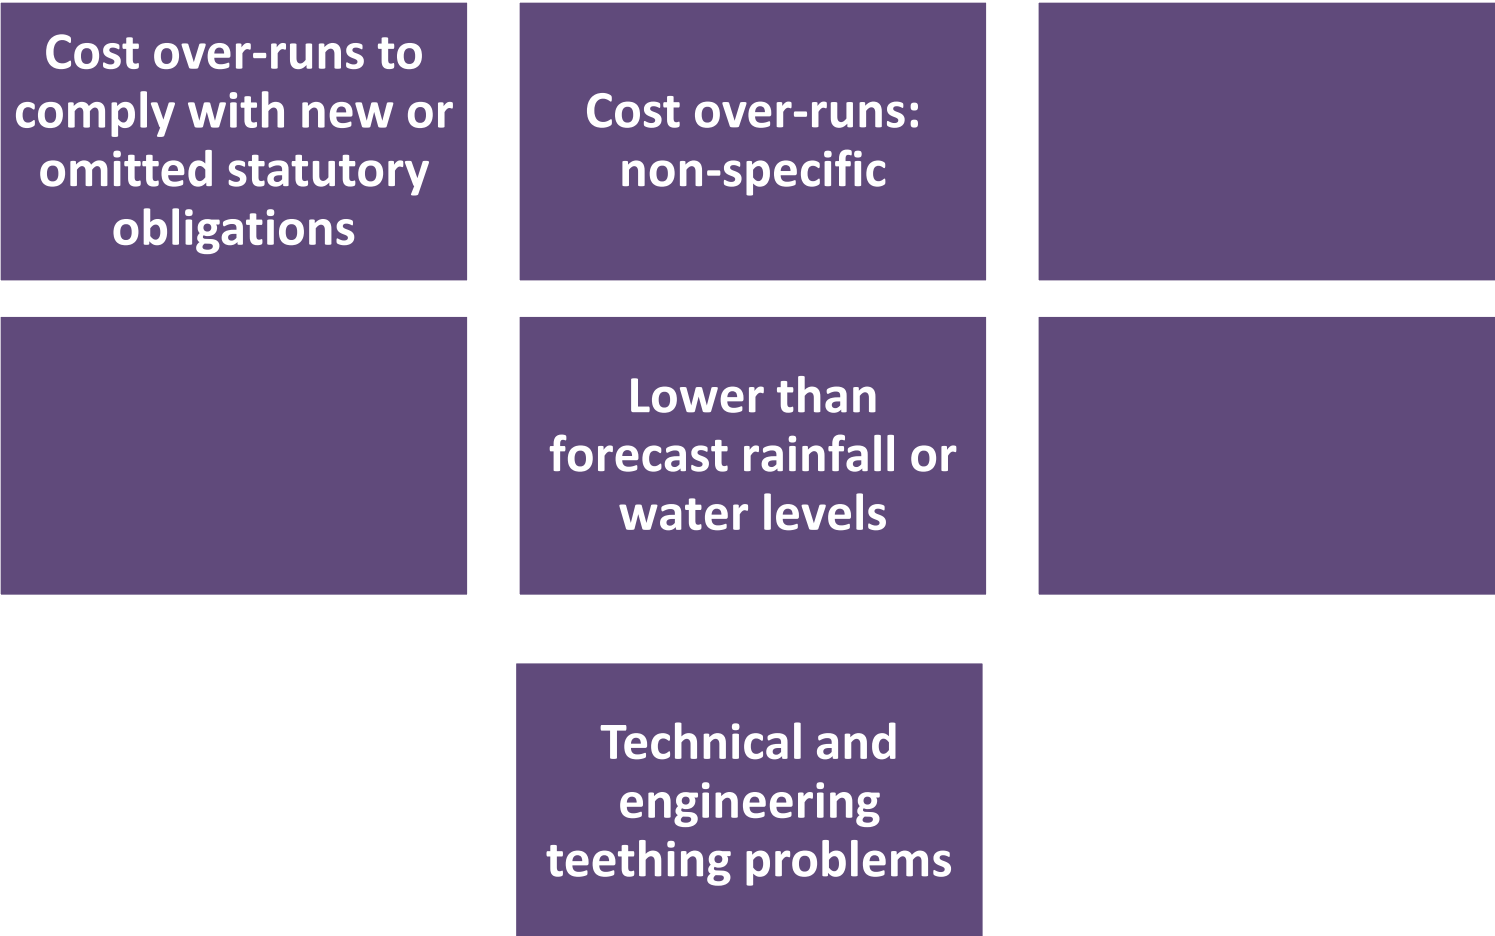 Cost over-runs to
comply with new or
omitted statutory
obligations
Cost over-runs:
non-specific
Lower than
forecast rainfall or
water levels
Technical and
engineering
teething problems